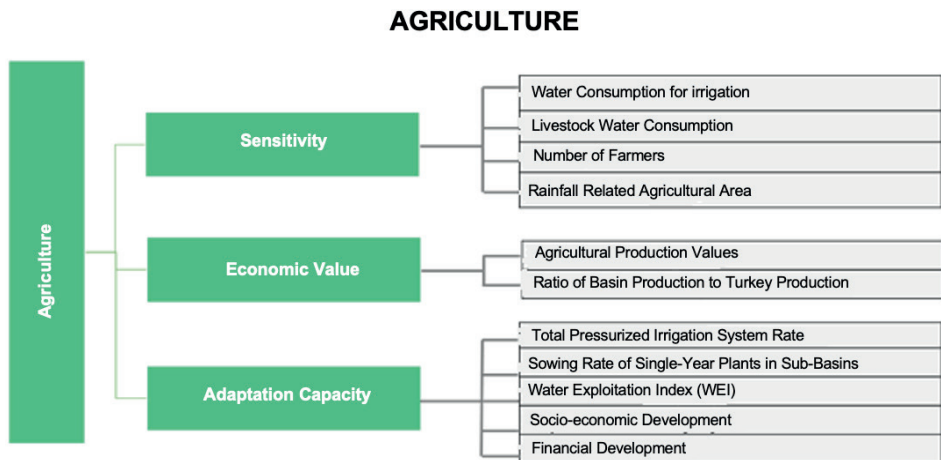 AGRICULTURE
Agriculture
Sensitivity
Water Consumption for irrigation
Livestock Water Consumption
Number of Farmers
Rainfall Related Agricultural Area
Economic Value
Agricultural Production Values
Ratio of Basin Production to Turkey Production
Adaptation Capacity
Total Pressurized Irrigation System Rate
Sowing Rate of Single-Year Plants in Sub-Basins
Water Exploitation Index (WEI)
Socio-economic Development
Financial Development